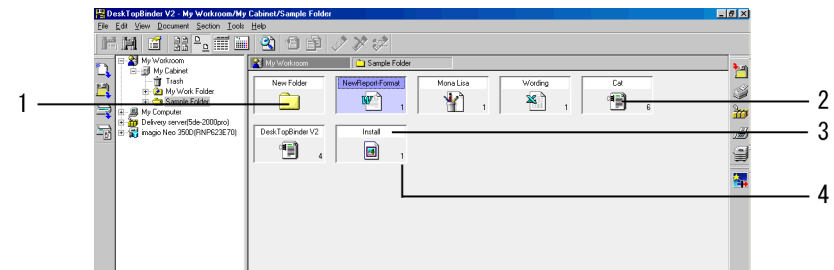 DeskTopBinder V2 - My Workroom/My Cabinet/Sample Folder
File Edit View Document Section Tools Help
My Workroom
My Cabinet
Trash
My Work Folder
Sample Folder
My Computer
Delivery server(5de-2000pro)
imagio Neo 350D(RNP623E70)
My Workroom Sample Folder
New Folder NewReport-Format Mona Lisa Wording Cat
1 1 1 6
DeskTopBinder V2 Install
4 1
1
2
3
4